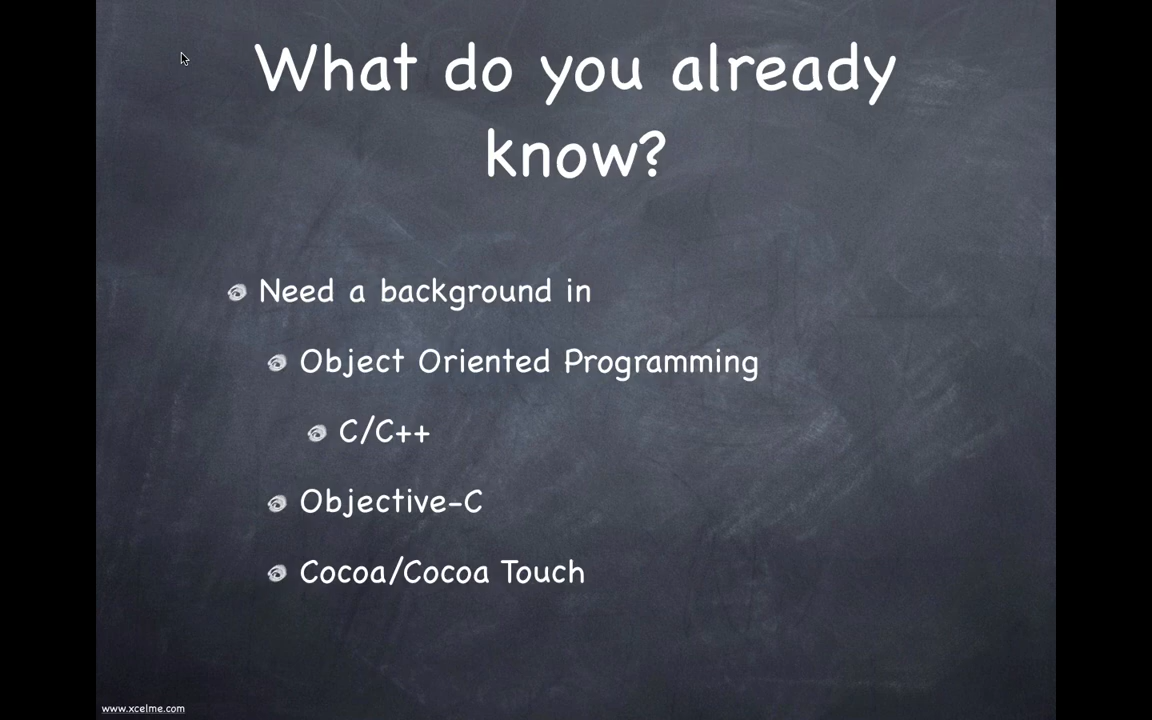 What do you already
know?
Need a background in
Object Oriented Programming
C/C++
Objective-C
Cocoa/Cocoa Touch
www.xcelme.com